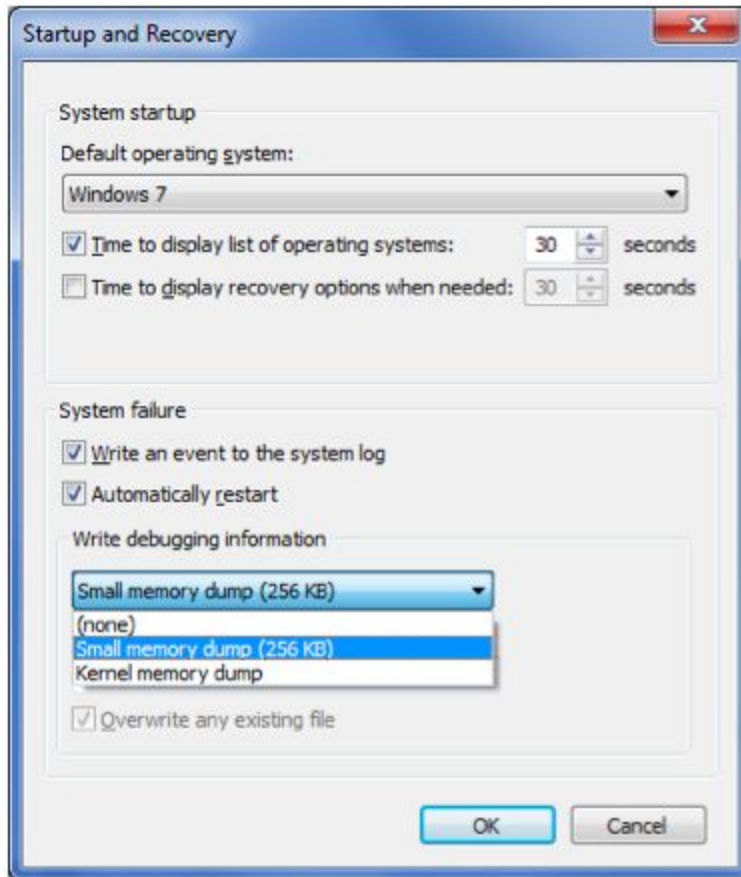 Startup and Recovery
System startup
Default operating system:
Windows 7
Time to display list of operating systems: 30 seconds
Time to display recovery options when needed: 30 seconds
System failure
Write an event to the system log
Automatically restart
Write debugging information
Small memory dump (256 KB)
(none)
Small memory dump (256 KB)
Kernel memory dump
Overwrite any existing file
OK Cancel